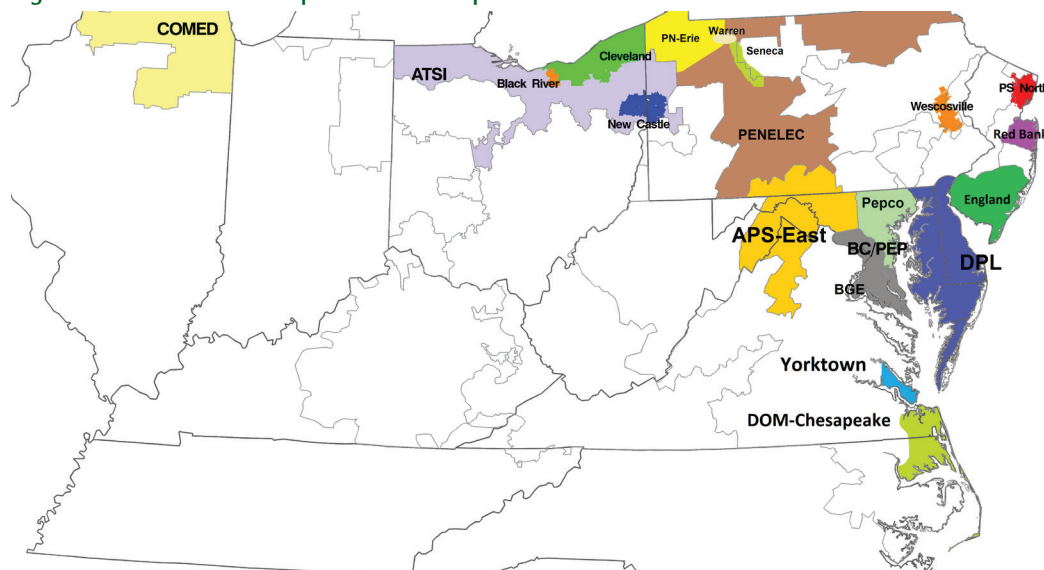 COMED
ATSI
Black River
Cleveland
New Castle
PN-Erie
Warren
Seneca
PENELEC
Wescosville
PS North
Red Bank
England
Pepco
APS-East
BC/PEP
DPL
BGE
Yorktown
DOM-Chesapeake